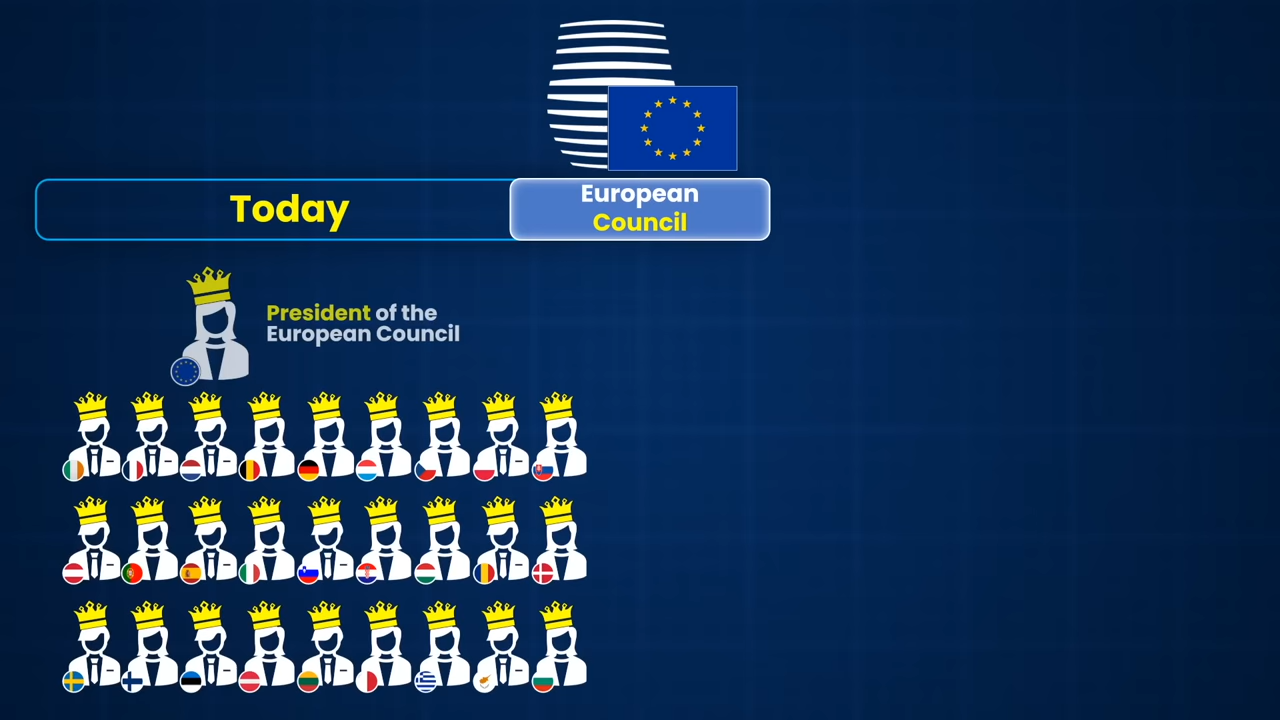 Today
European
Council
President of the
European Council